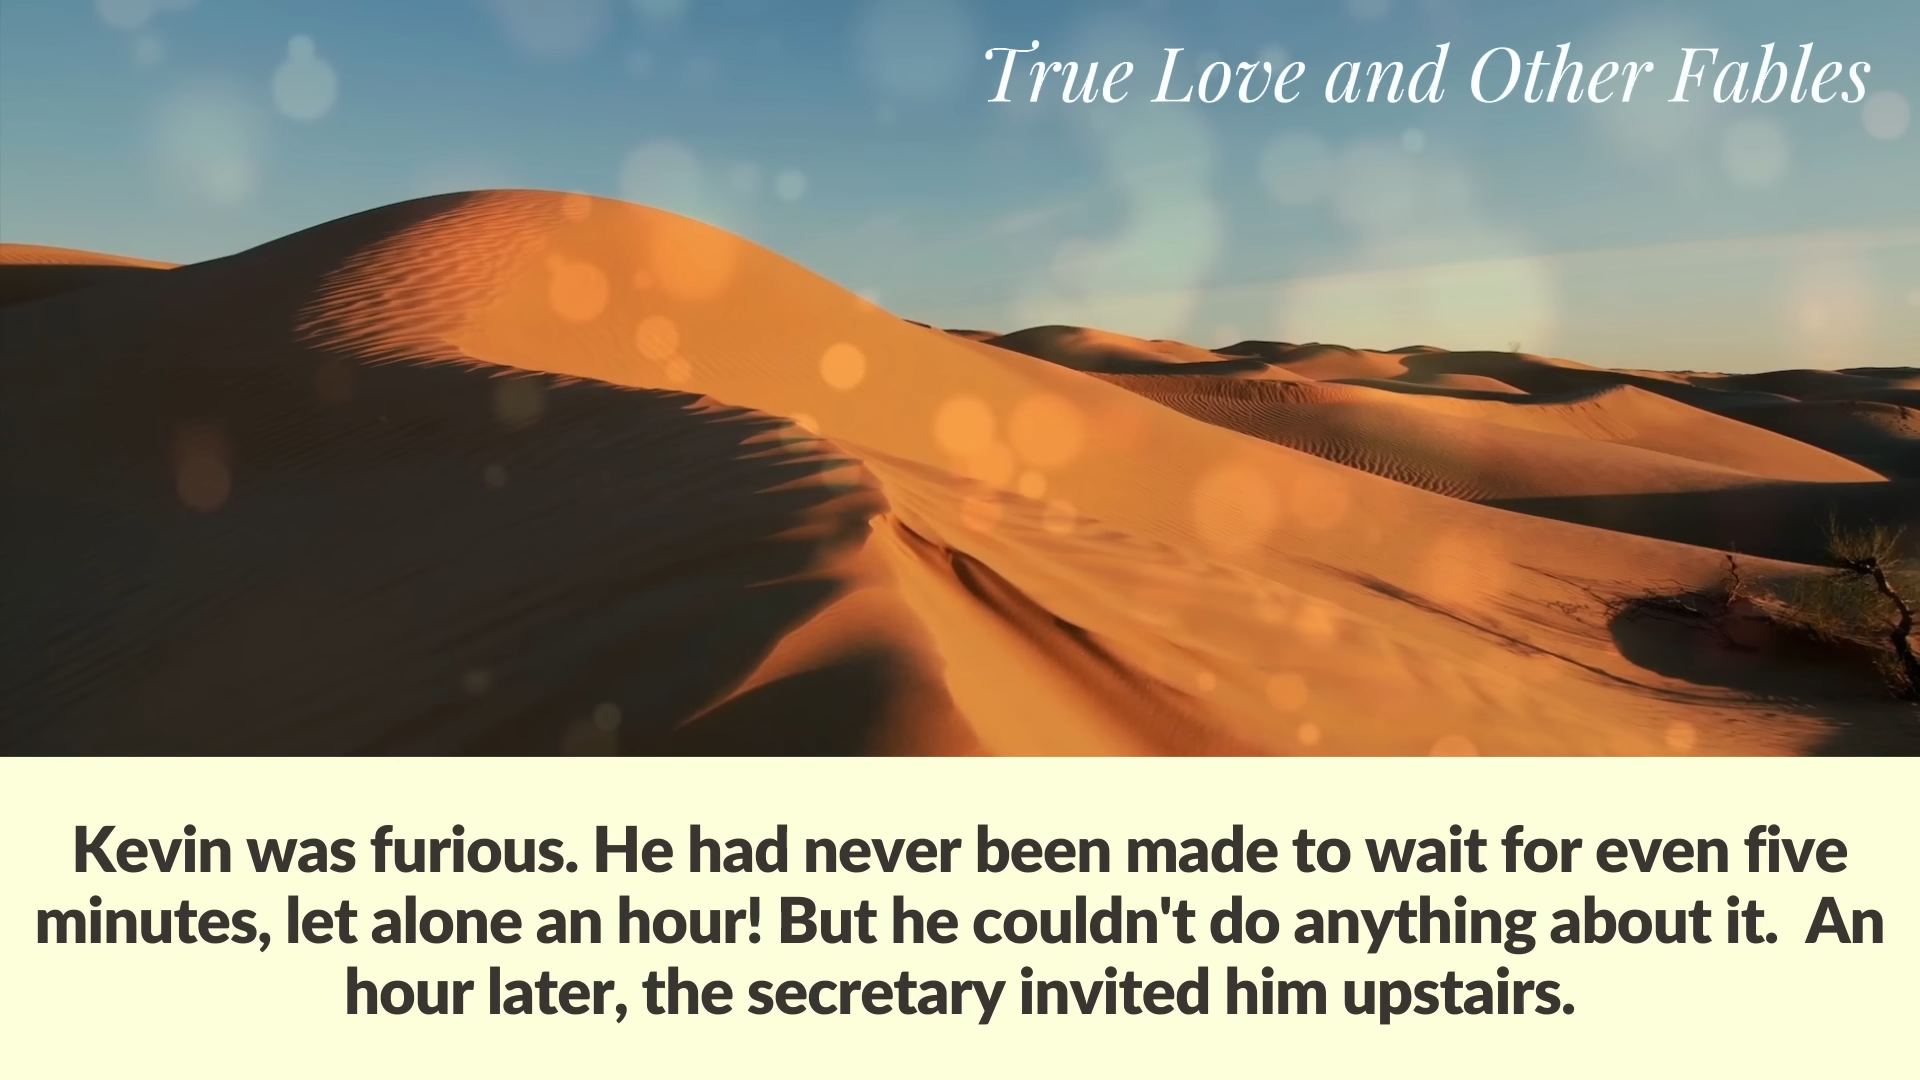 True Love and Other Fables
Kevin was furious. He had never been made to wait for even five
minutes, let alone an hour! But he couldn't do anything about it.  An
hour later, the secretary invited him upstairs.